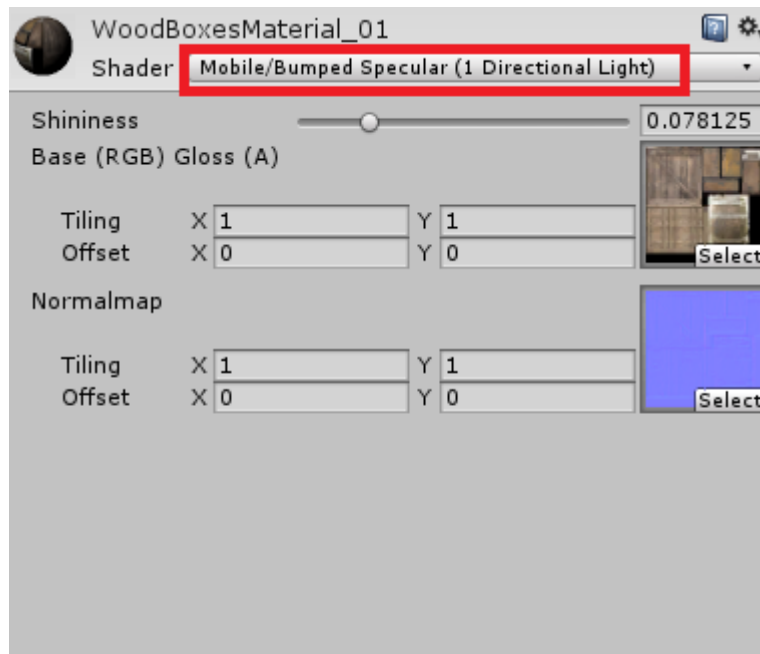 WoodBoxesMaterial_01
Shader Mobile/Bumped Specular (1 Directional Light)
Shininess 0.078125
Base (RGB) Gloss (A)
Tiling X 1 Y 1
Offset X 0 Y 0
Select
Normalmap
Tiling X 1 Y 1
Offset X 0 Y 0
Select